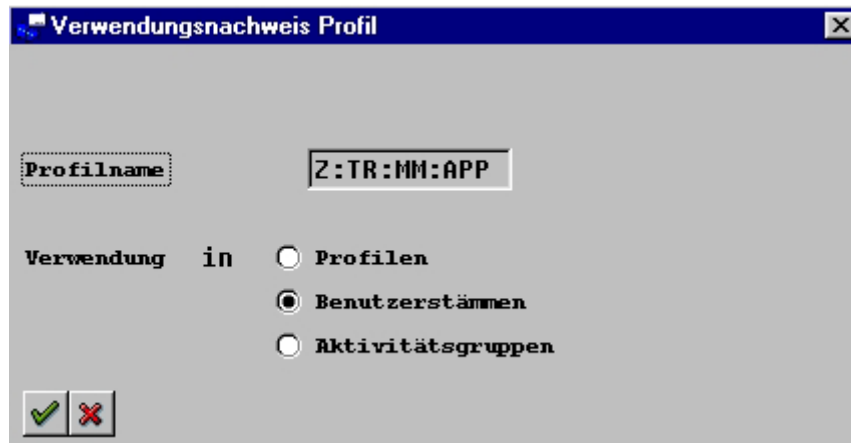 Verwendungsnachweis Profil
Profilname Z:TR:MM:APP
Verwendung in Profilen
Benutzerstämmen
Aktivitätsgruppen